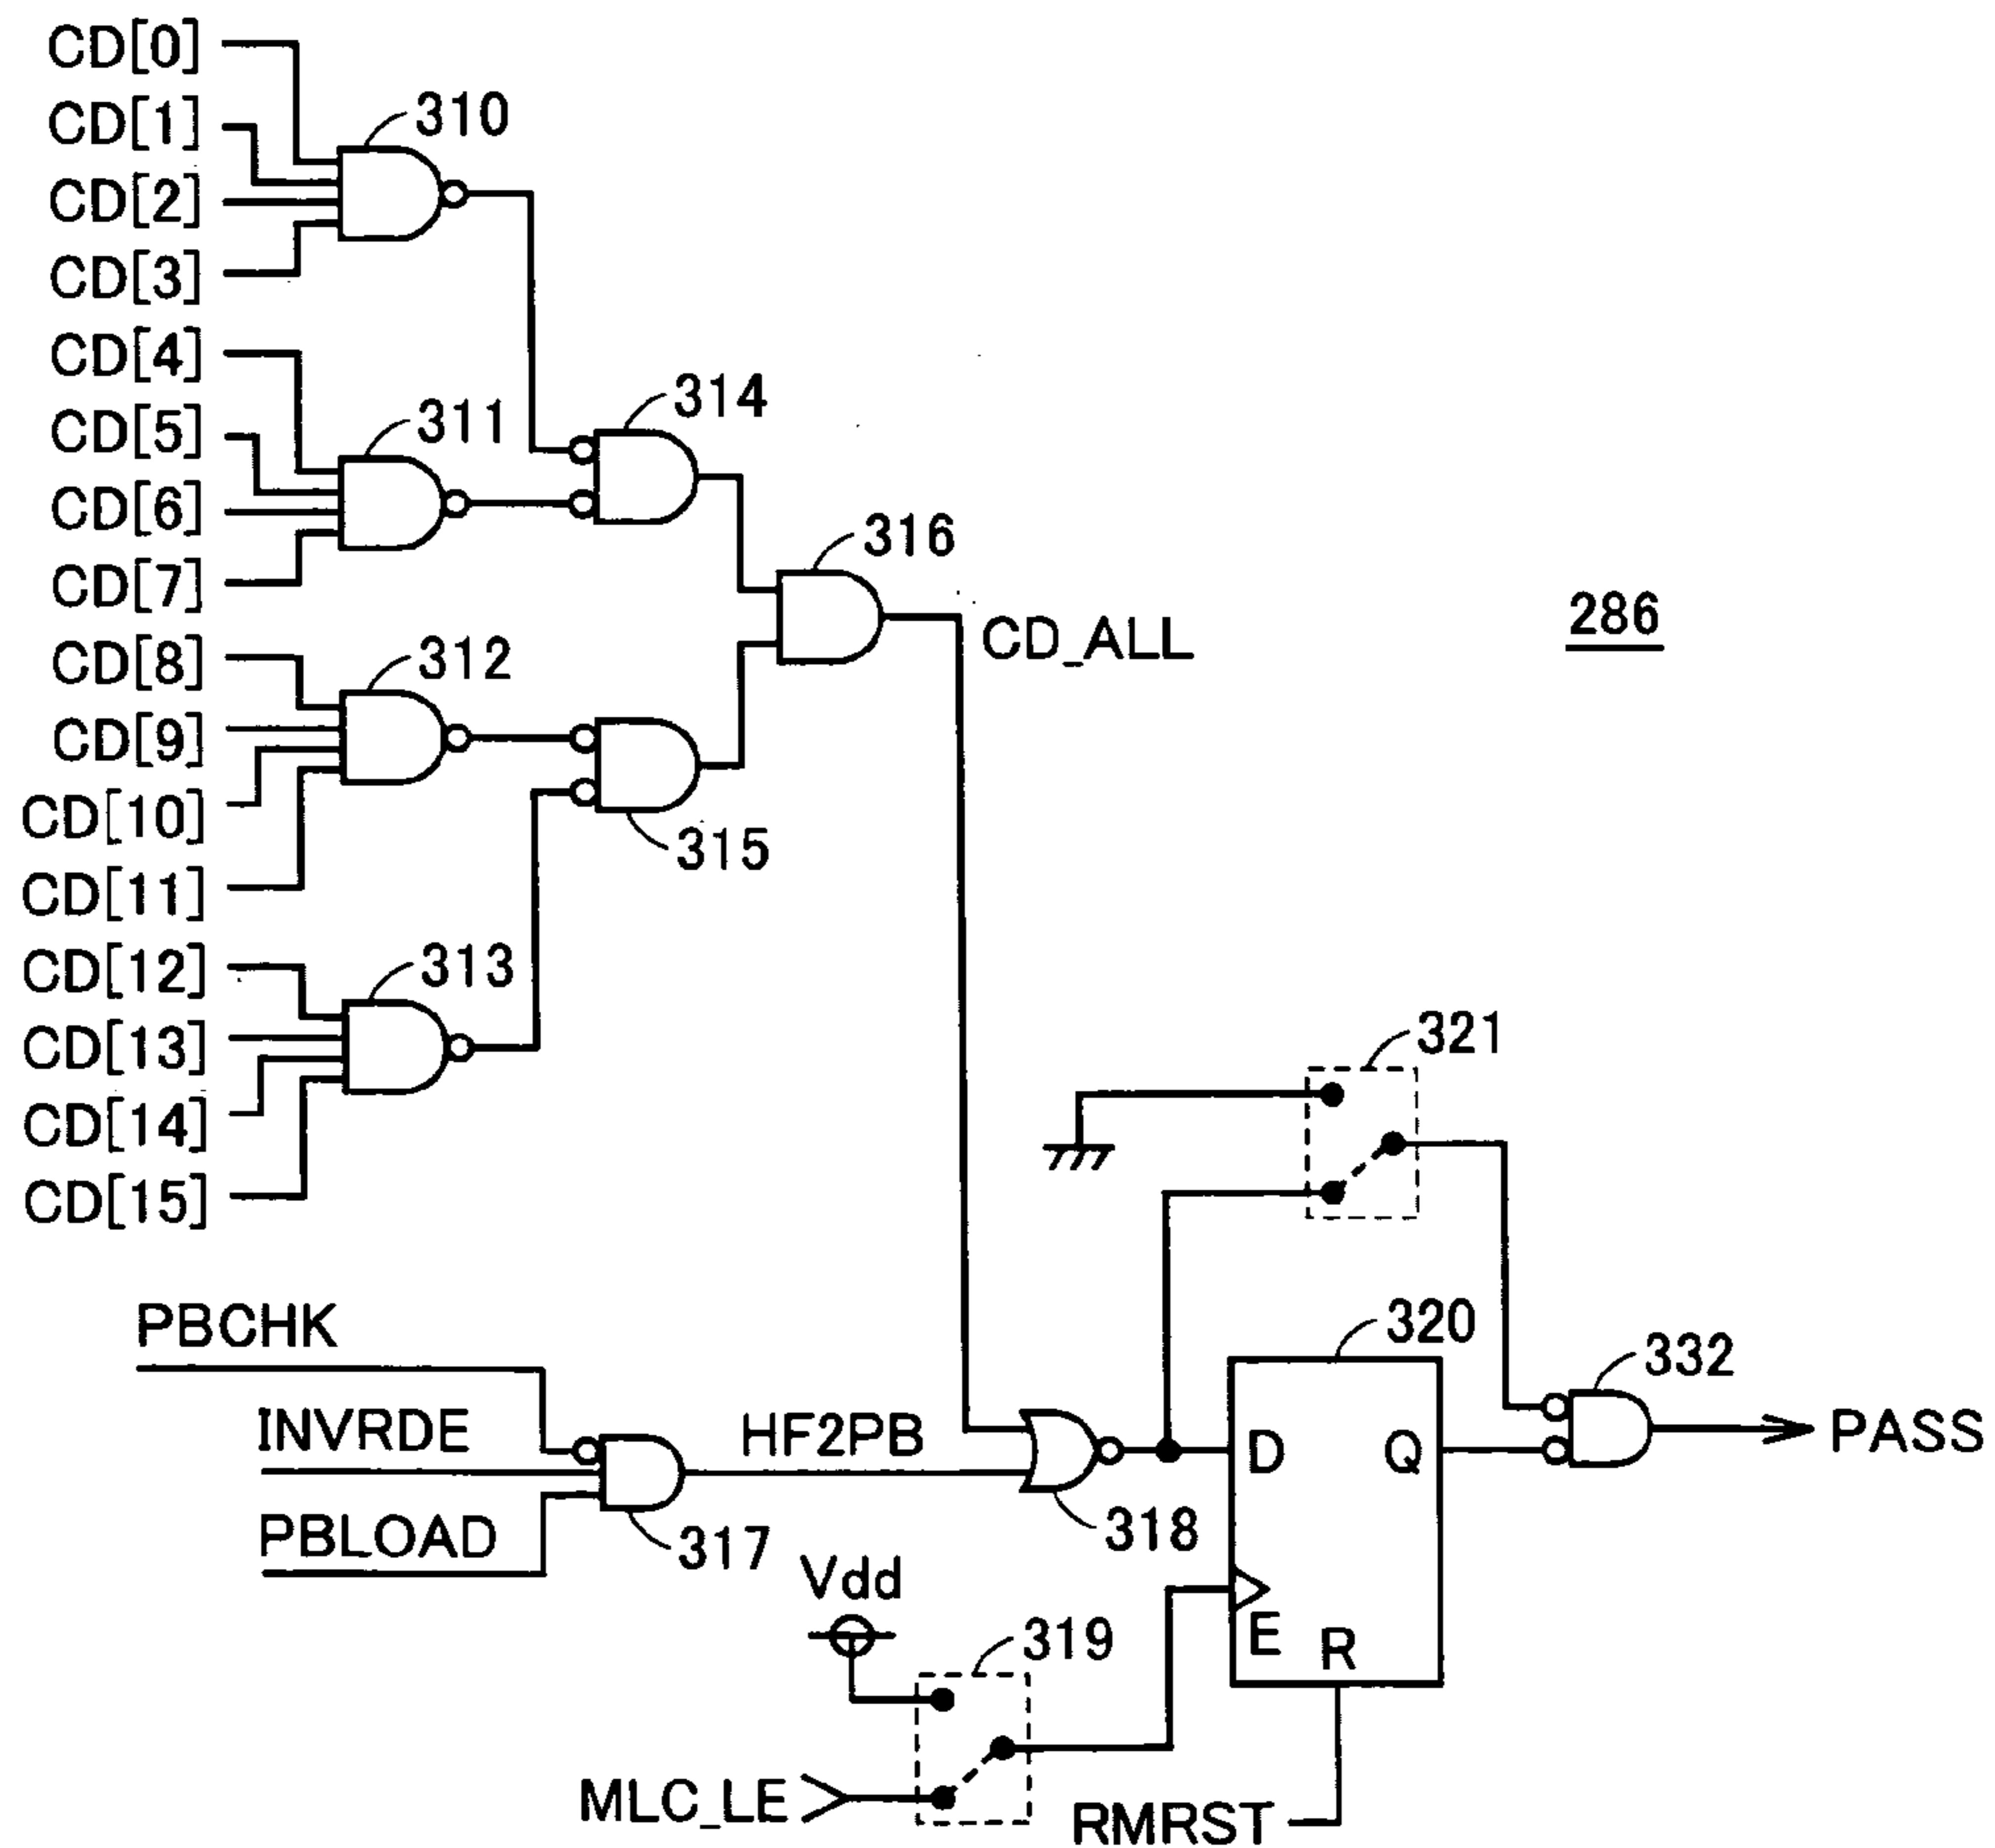 CD[0]
CD[1]
310
CD[2]
CD[3]
CD[4]
314
CD[5]
311
CD[6]
316
CD[7]
286
CD_ALL
CD[8]
312
CD[9]
CD[10]
315
CD[11]
CD[12]
313
CD[13]
321
CD[14]
CD[15]
PBCHK
320
332
INVRDE
HF2PB
D
Q
PASS
PBLOAD
317
318
Vdd
E
R
319
MLC_LE
RMRST